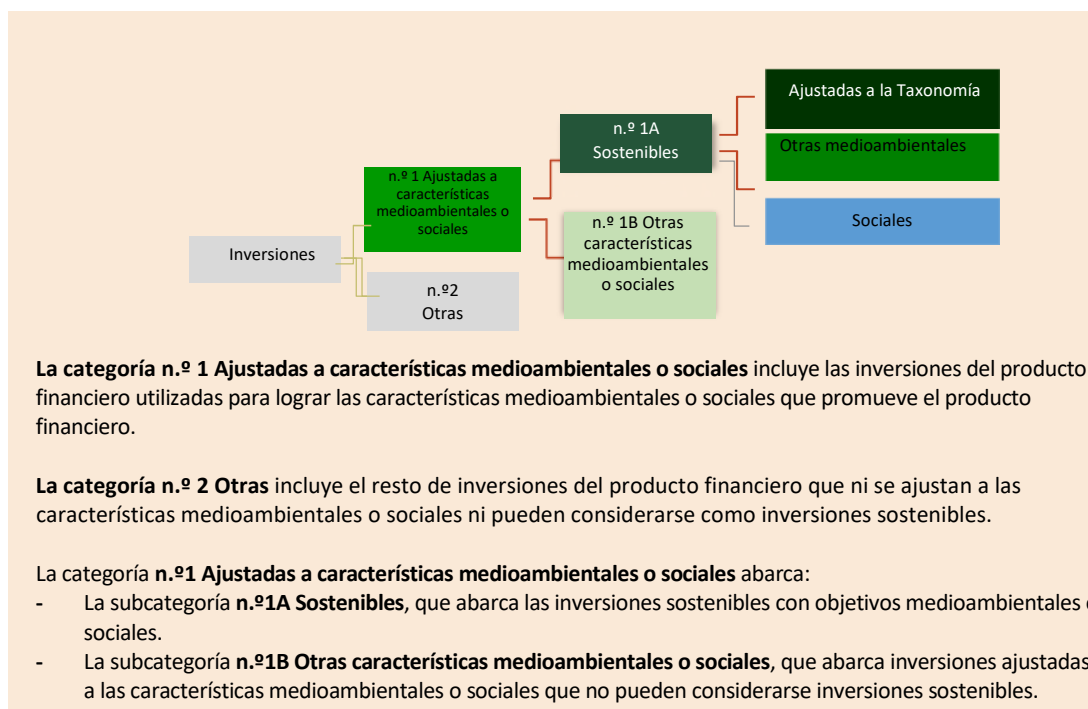 Ajustadas a la Taxonomía
n.º 1A
Sostenibles
Otras medioambientales
n.º 1 Ajustadas a
características
medioambientales o
sociales
Sociales
n.º 1B Otras
características
medioambientales
o sociales
Inversiones
n.º2
Otras
La categoría n.º 1 Ajustadas a características medioambientales o sociales incluye las inversiones del producto
financiero utilizadas para lograr las características medioambientales o sociales que promueve el producto
financiero.
La categoría n.º 2 Otras incluye el resto de inversiones del producto financiero que ni se ajustan a las
características medioambientales o sociales ni pueden considerarse como inversiones sostenibles.
La categoría n.º1 Ajustadas a características medioambientales o sociales abarca:
- La subcategoría n.º1A Sostenibles, que abarca las inversiones sostenibles con objetivos medioambientales o
sociales.
- La subcategoría n.º1B Otras características medioambientales o sociales, que abarca inversiones ajustadas
a las características medioambientales o sociales que no pueden considerarse inversiones sostenibles.